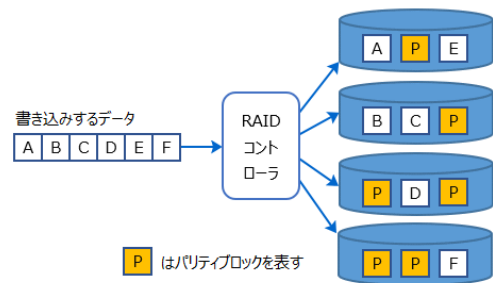 書き込みするデータ
A B C D E F
RAID
コント
ローラ
A P E
B C P
P D P
P P F
P はパリティブロックを表す